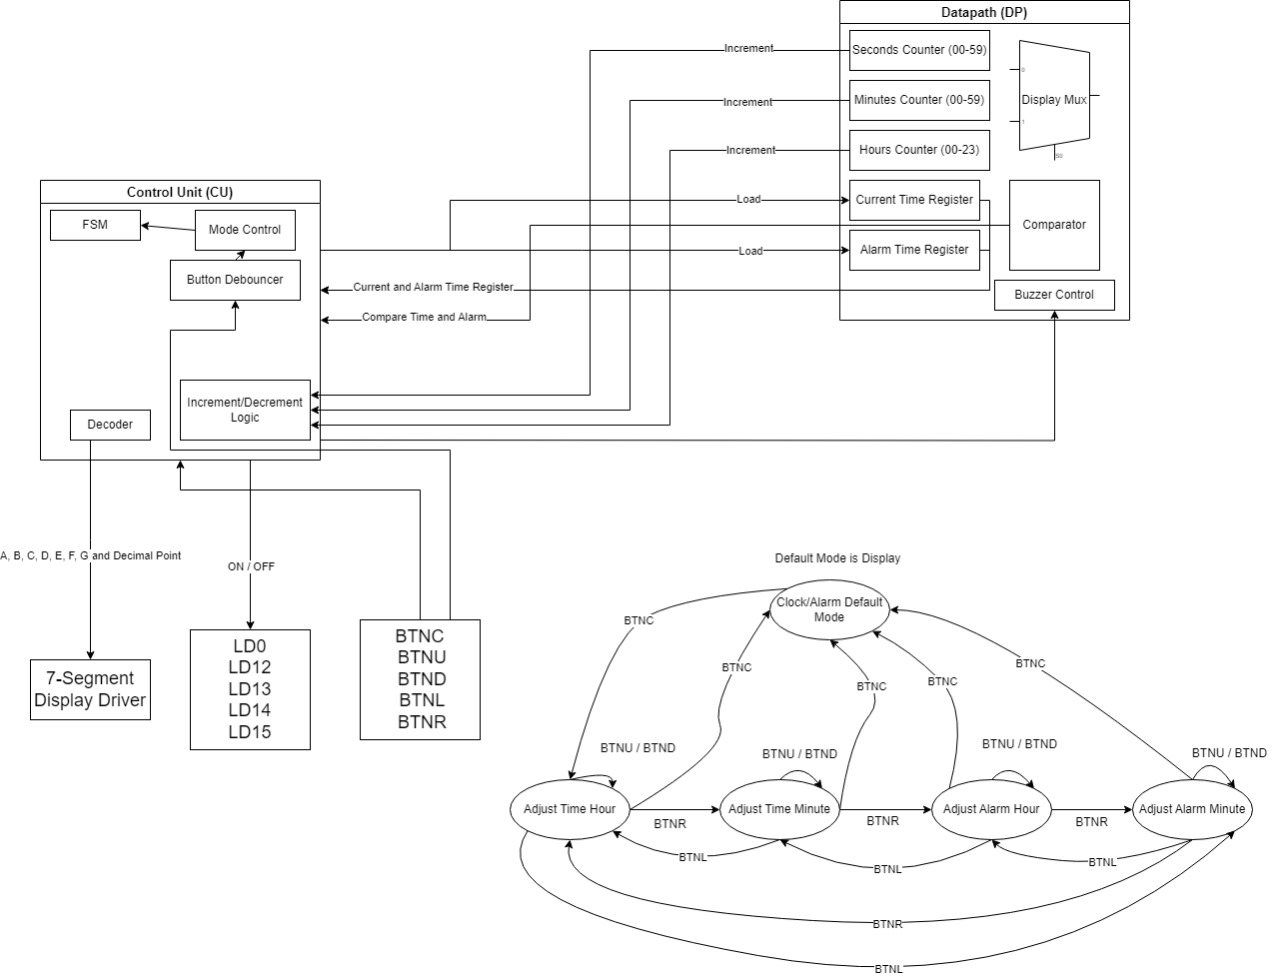 Datapath (DP)
Seconds Counter (00-59)
Increment
Minutes Counter (00-59)
Increment
Display Mux
0
1
S0
Hours Counter (00-23)
Increment
Control Unit (CU)
FSM
Mode Control
Load
Current Time Register
Comparator
Load
Alarm Time Register
Button Debouncer
Current and Alarm Time Register
Buzzer Control
Compare Time and Alarm
Increment/Decrement
Logic
Decoder
A, B, C, D, E, F, G and Decimal Point
ON / OFF
7-Segment
Display Driver
LD0
LD12
LD13
LD14
LD15
BTNC
BTNU
BTND
BTNL
BTNR
Default Mode is Display
Clock/Alarm Default
Mode
BTNC
BTNC
BTNC
BTNC
BTNC
BTNU / BTND
BTNU / BTND
BTNU / BTND
BTNU / BTND
Adjust Time Hour
BTNR
Adjust Time Minute
BTNR
Adjust Alarm Hour
BTNR
Adjust Alarm Minute
BTNL
BTNL
BTNL
BTNR
BTNL